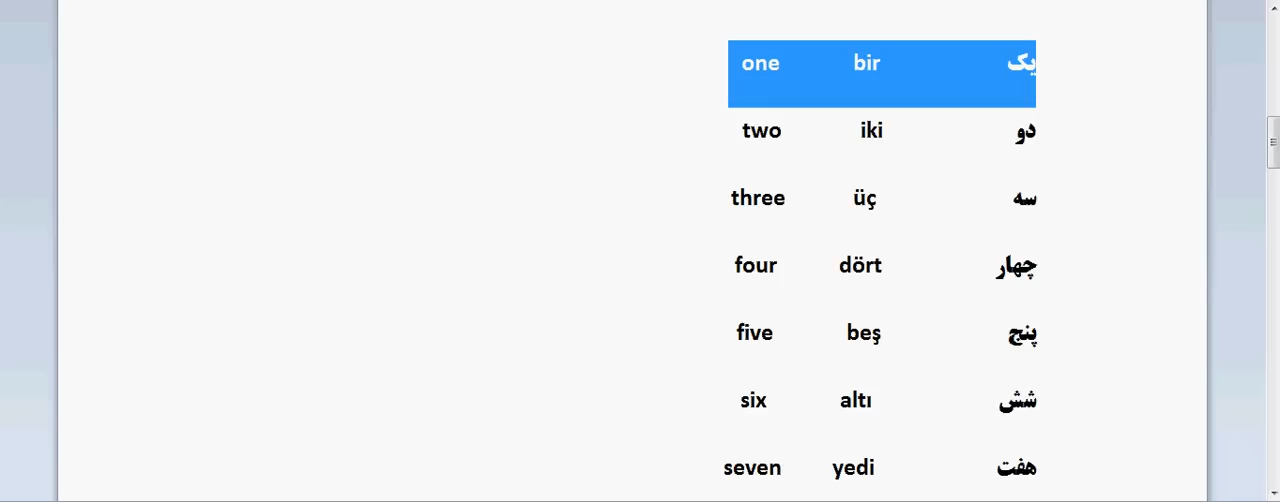 one bir یک
two iki دو
three üç سه
four dört چهار
five beş پنج
six altı شش
seven yedi هفت